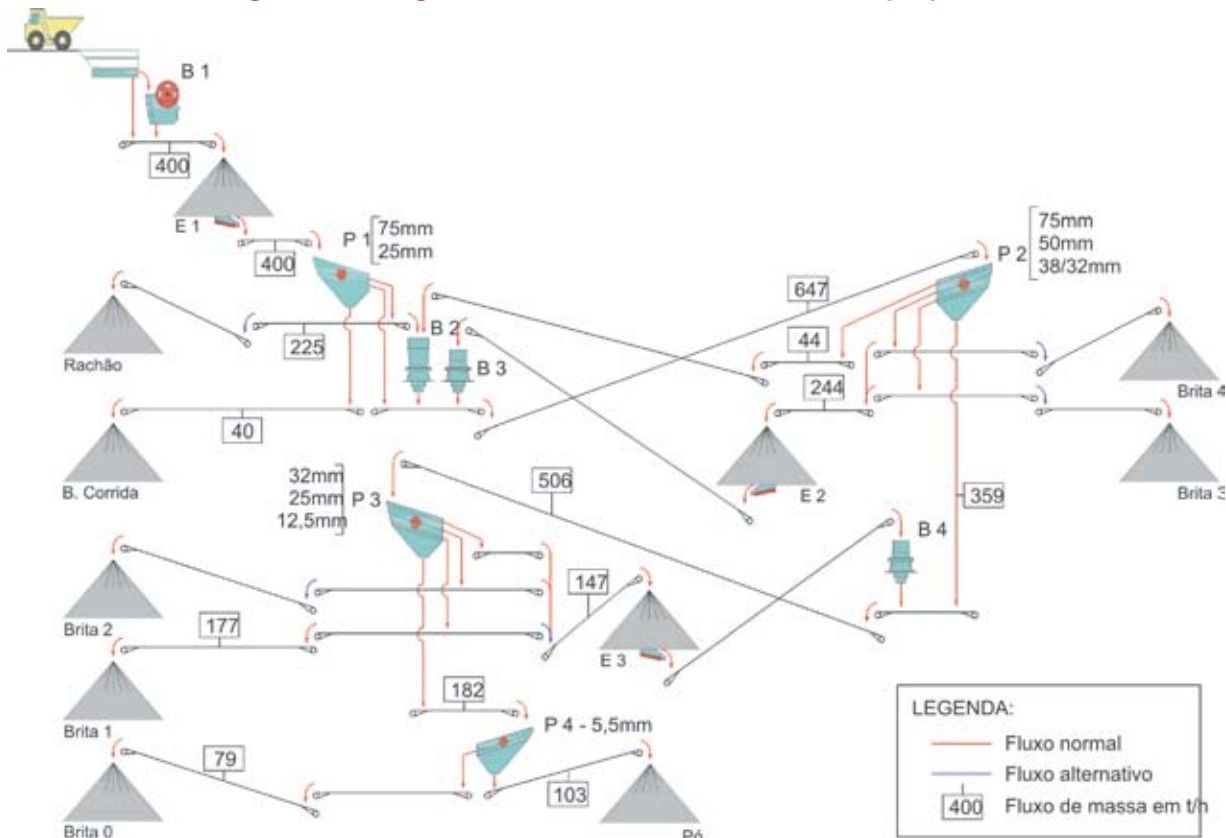 B 1
400
E 1
400
P 1
75mm
25mm
75mm
50mm
38/32mm
P 2
647
Rachão
225
B 2
B 3
44
244
Brita 4
40
B. Corrida
E 2
Brita 3
32mm
25mm
12,5mm
P 3
506
359
B 4
147
Brita 2
177
E 3
Brita 1
182
P 4 - 5,5mm
79
103
Brita 0
Pó
LEGENDA:
Fluxo normal
Fluxo alternativo
400 Fluxo de massa em t/h